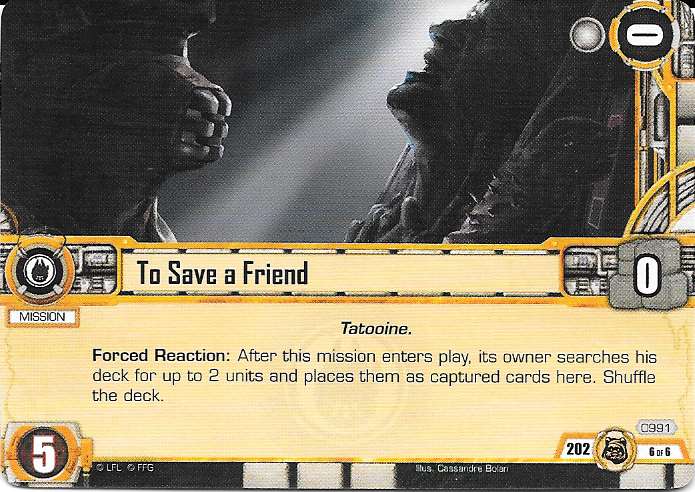 0
To Save a Friend
0
MISSION
Tatooine.
Forced Reaction: After this mission enters play, its owner searches his
deck for up to 2 units and places them as captured cards here. Shuffle
the deck.
0991
5
202
6 OF 6
© LFL © FFG
Illus. Cassandre Bolan